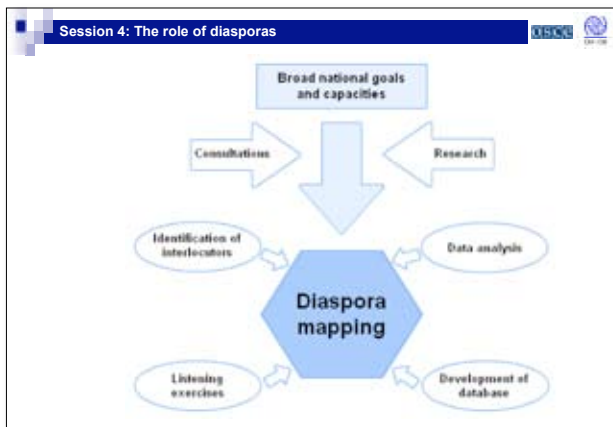 Session 4: The role of diasporas
osce
Broad national goals
and capacities
Consultations
Research
Identification of
interlocutors
Data analysis
Diaspora
mapping
Listening
exercises
Development of
database